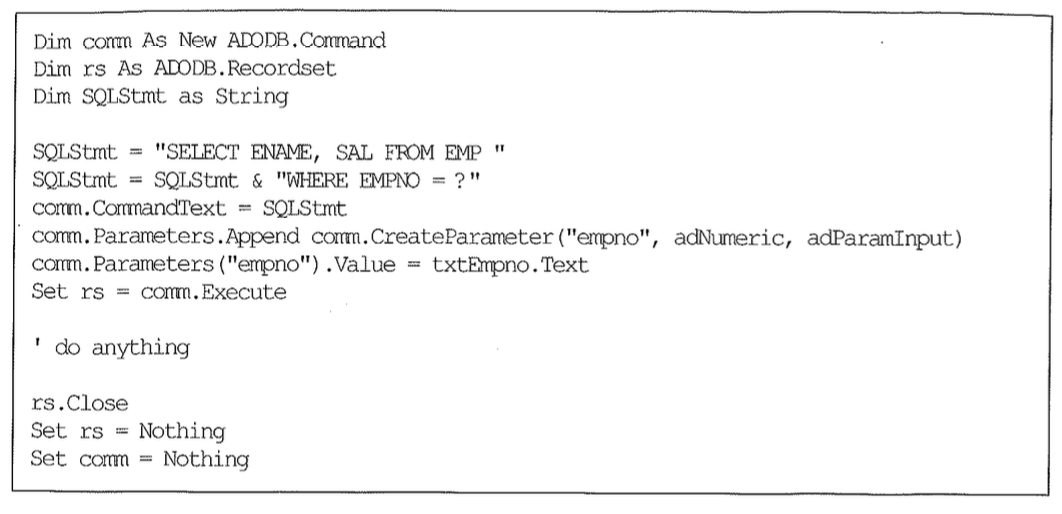 Dim comm As New ADODB.Command
Dim rs As ADODB.Recordset
Dim SQLStmt as String
SQLStmt = "SELECT ENAME, SAL FROM EMP "
SQLStmt = SQLStmt & "WHERE EMPNO = ?"
comm.CommandText = SQLStmt
comm.Parameters.Append comm.CreateParameter("empno", adNumeric, adParamInput)
comm.Parameters("empno").Value = txtEmpno.Text
Set rs = comm.Execute
' do anything
rs.Close
Set rs = Nothing
Set comm = Nothing